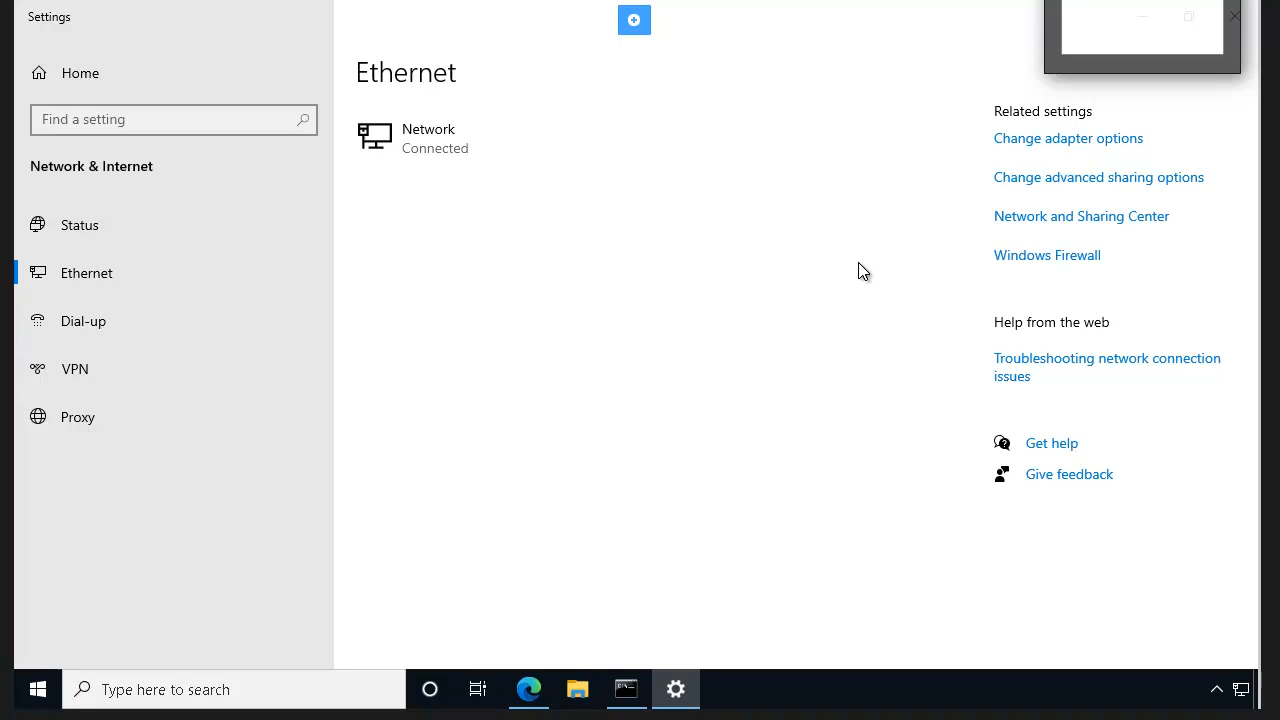 Settings
Home
Find a setting
Network & Internet
Status
Ethernet
Dial-up
VPN
Proxy
Ethernet
Network
Connected
Related settings
Change adapter options
Change advanced sharing options
Network and Sharing Center
Windows Firewall
Help from the web
Troubleshooting network connection
issues
Get help
Give feedback
Type here to search